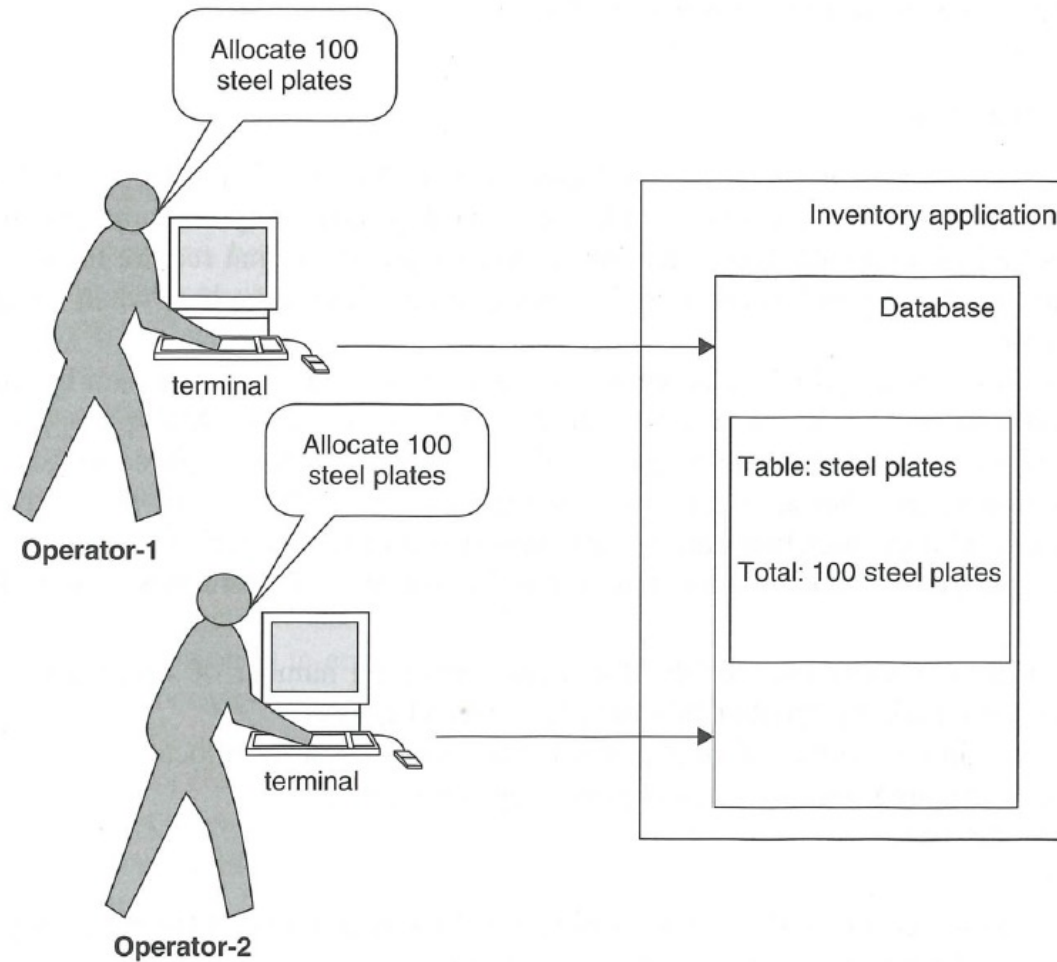 Allocate 100
steel plates
Inventory application
Database
terminal
Allocate 100
steel plates
Table: steel plates
Operator-1
Total: 100 steel plates
terminal
Operator-2